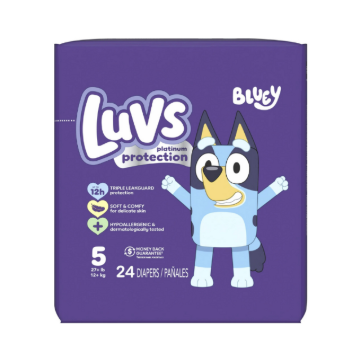 BLUEY
Luvs
platinum
protection
12h
TRIPLE LEAKGUARD
protection
SOFT & COMFY
for delicate skin
HYPOALLERGENIC &
dermatologically tested
5
27+ lb
12+ kg
MONEY BACK
GUARANTEE*
24 DIAPERS / PAÑALES